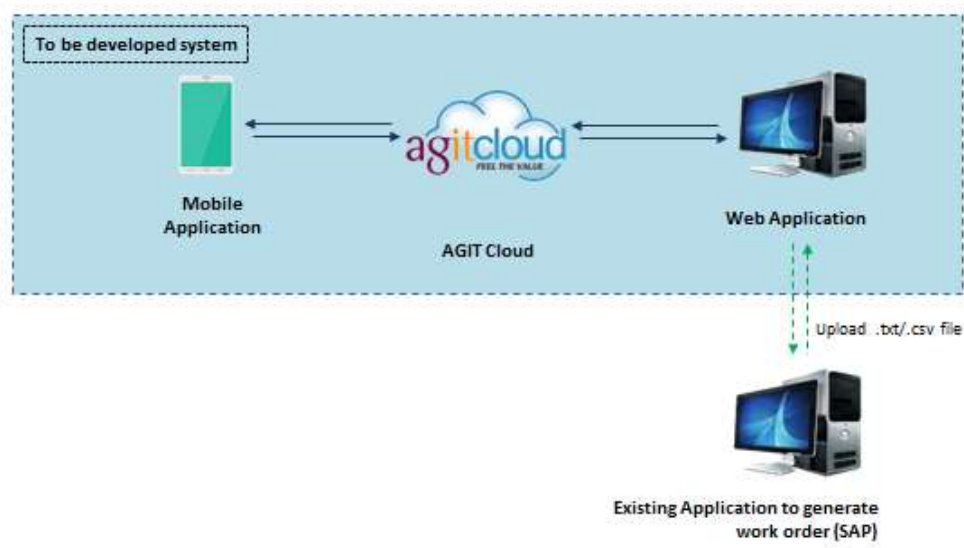 To be developed system
agitcloud
FEEL THE VALUE
Mobile
Application
AGIT Cloud
Web Application
Upload .txt/.csv file
Existing Application to generate
work order (SAP)